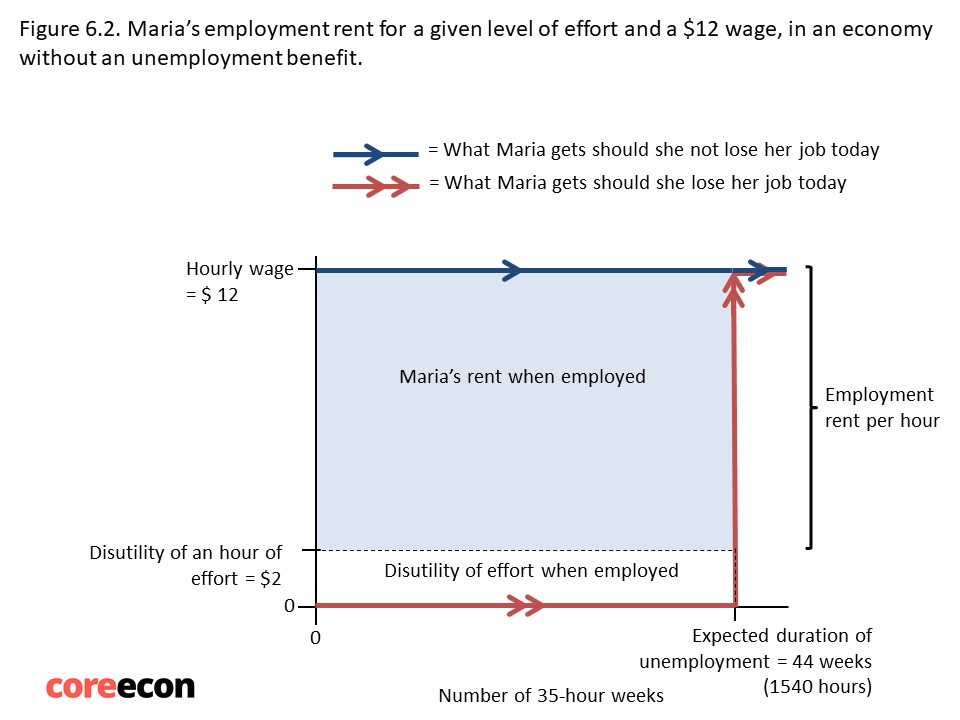 Figure 6.2. Maria's employment rent for a given level of effort and a $12 wage, in an economy
without an unemployment benefit.
= What Maria gets should she not lose her job today
= What Maria gets should she lose her job today
Hourly wage
= $ 12
Maria's rent when employed
Employment
rent per hour
Disutility of an hour of
effort = $2
Disutility of effort when employed
0
0
Expected duration of
unemployment = 44 weeks
(1540 hours)
Number of 35-hour weeks
coreecon